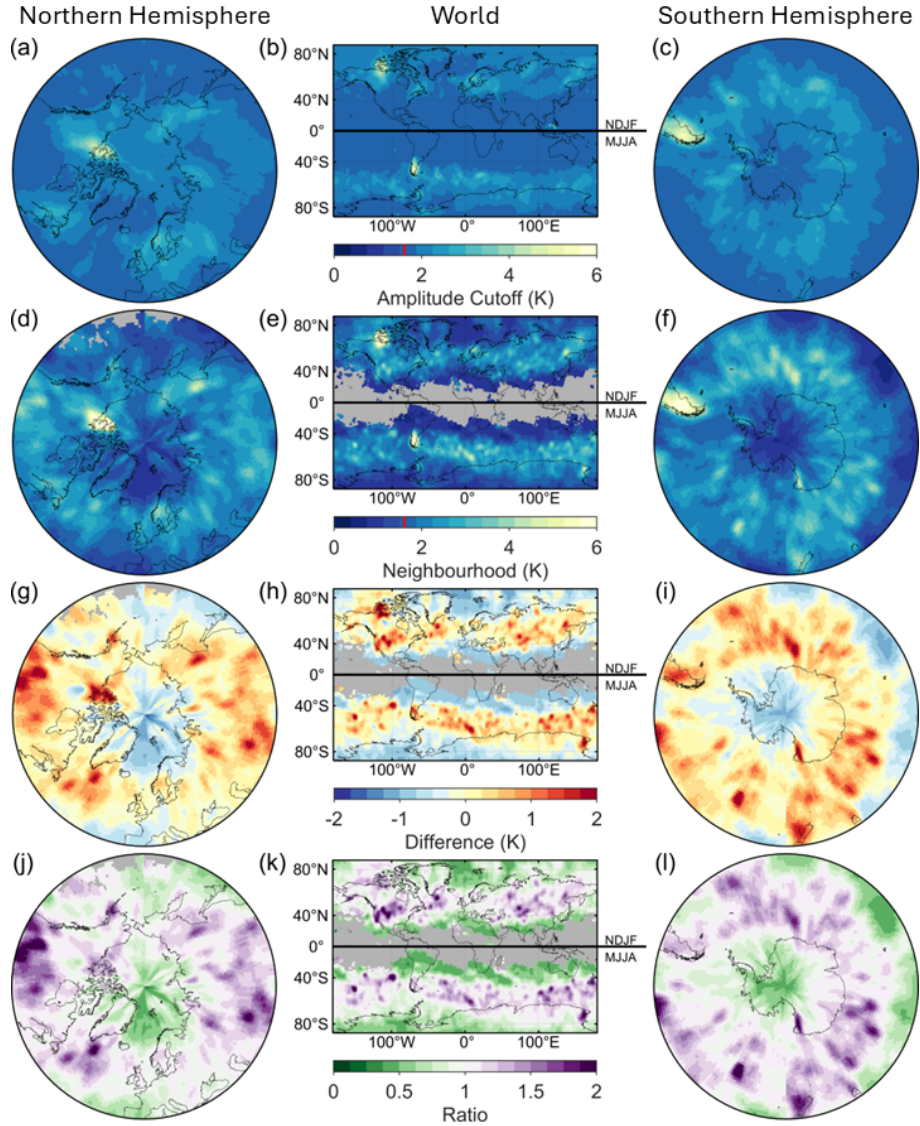 Northern Hemisphere World Southern Hemisphere
(a) (b) (c)
80°N
40°N
0°
40°S
80°S
NDJF
MJJA
100°W 0° 100°E
0 2 4 6
Amplitude Cutoff (K)
(d) (e) (f)
80°N
40°N
0°
40°S
80°S
NDJF
MJJA
100°W 0° 100°E
0 2 4 6
Neighbourhood (K)
(g) (h) (i)
80°N
40°N
0°
40°S
80°S
NDJF
MJJA
100°W 0° 100°E
-2 -1 0 1 2
Difference (K)
(j) (k) (l)
80°N
40°N
0°
40°S
80°S
NDJF
MJJA
100°W 0° 100°E
0 0.5 1 1.5 2
Ratio